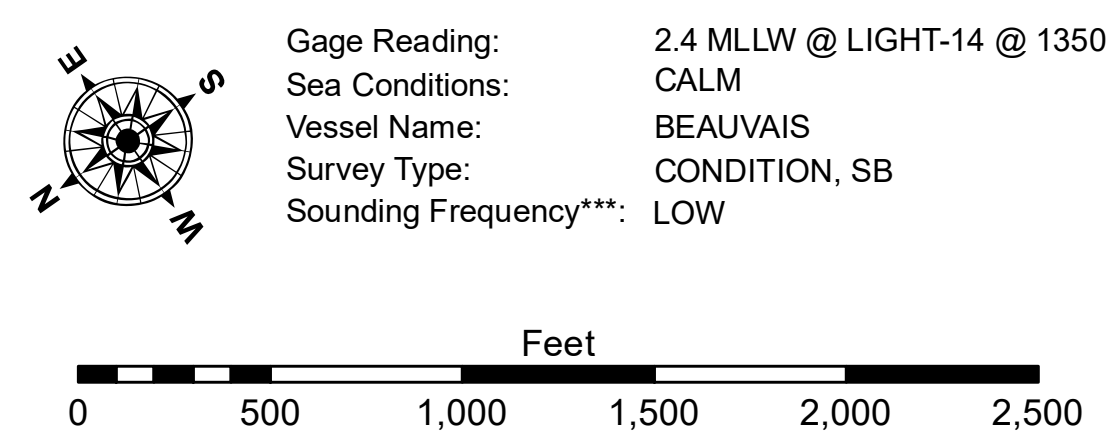 E
S
N
W
Gage Reading: 2.4 MLLW @ LIGHT-14 @ 1350
Sea Conditions: CALM
Vessel Name: BEAUVAIS
Survey Type: CONDITION, SB
Sounding Frequency***: LOW
Feet
0 500 1,000 1,500 2,000 2,500